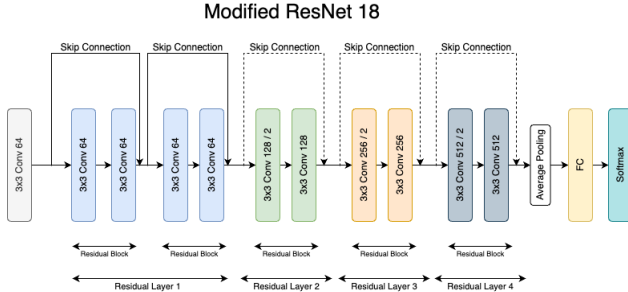 Modified ResNet 18
Skip Connection
Skip Connection
Skip Connection
Skip Connection
Skip Connection
3x3 Conv 64
3x3 Conv 64
3x3 Conv 64
3x3 Conv 64
3x3 Conv 64
3x3 Conv 128 / 2
3x3 Conv 128
3x3 Conv 256 / 2
3x3 Conv 256
3x3 Conv 512 / 2
3x3 Conv 512
Average Pooling
FC
Softmax
Residual Block
Residual Block
Residual Block
Residual Block
Residual Block
Residual Layer 1
Residual Layer 2
Residual Layer 3
Residual Layer 4